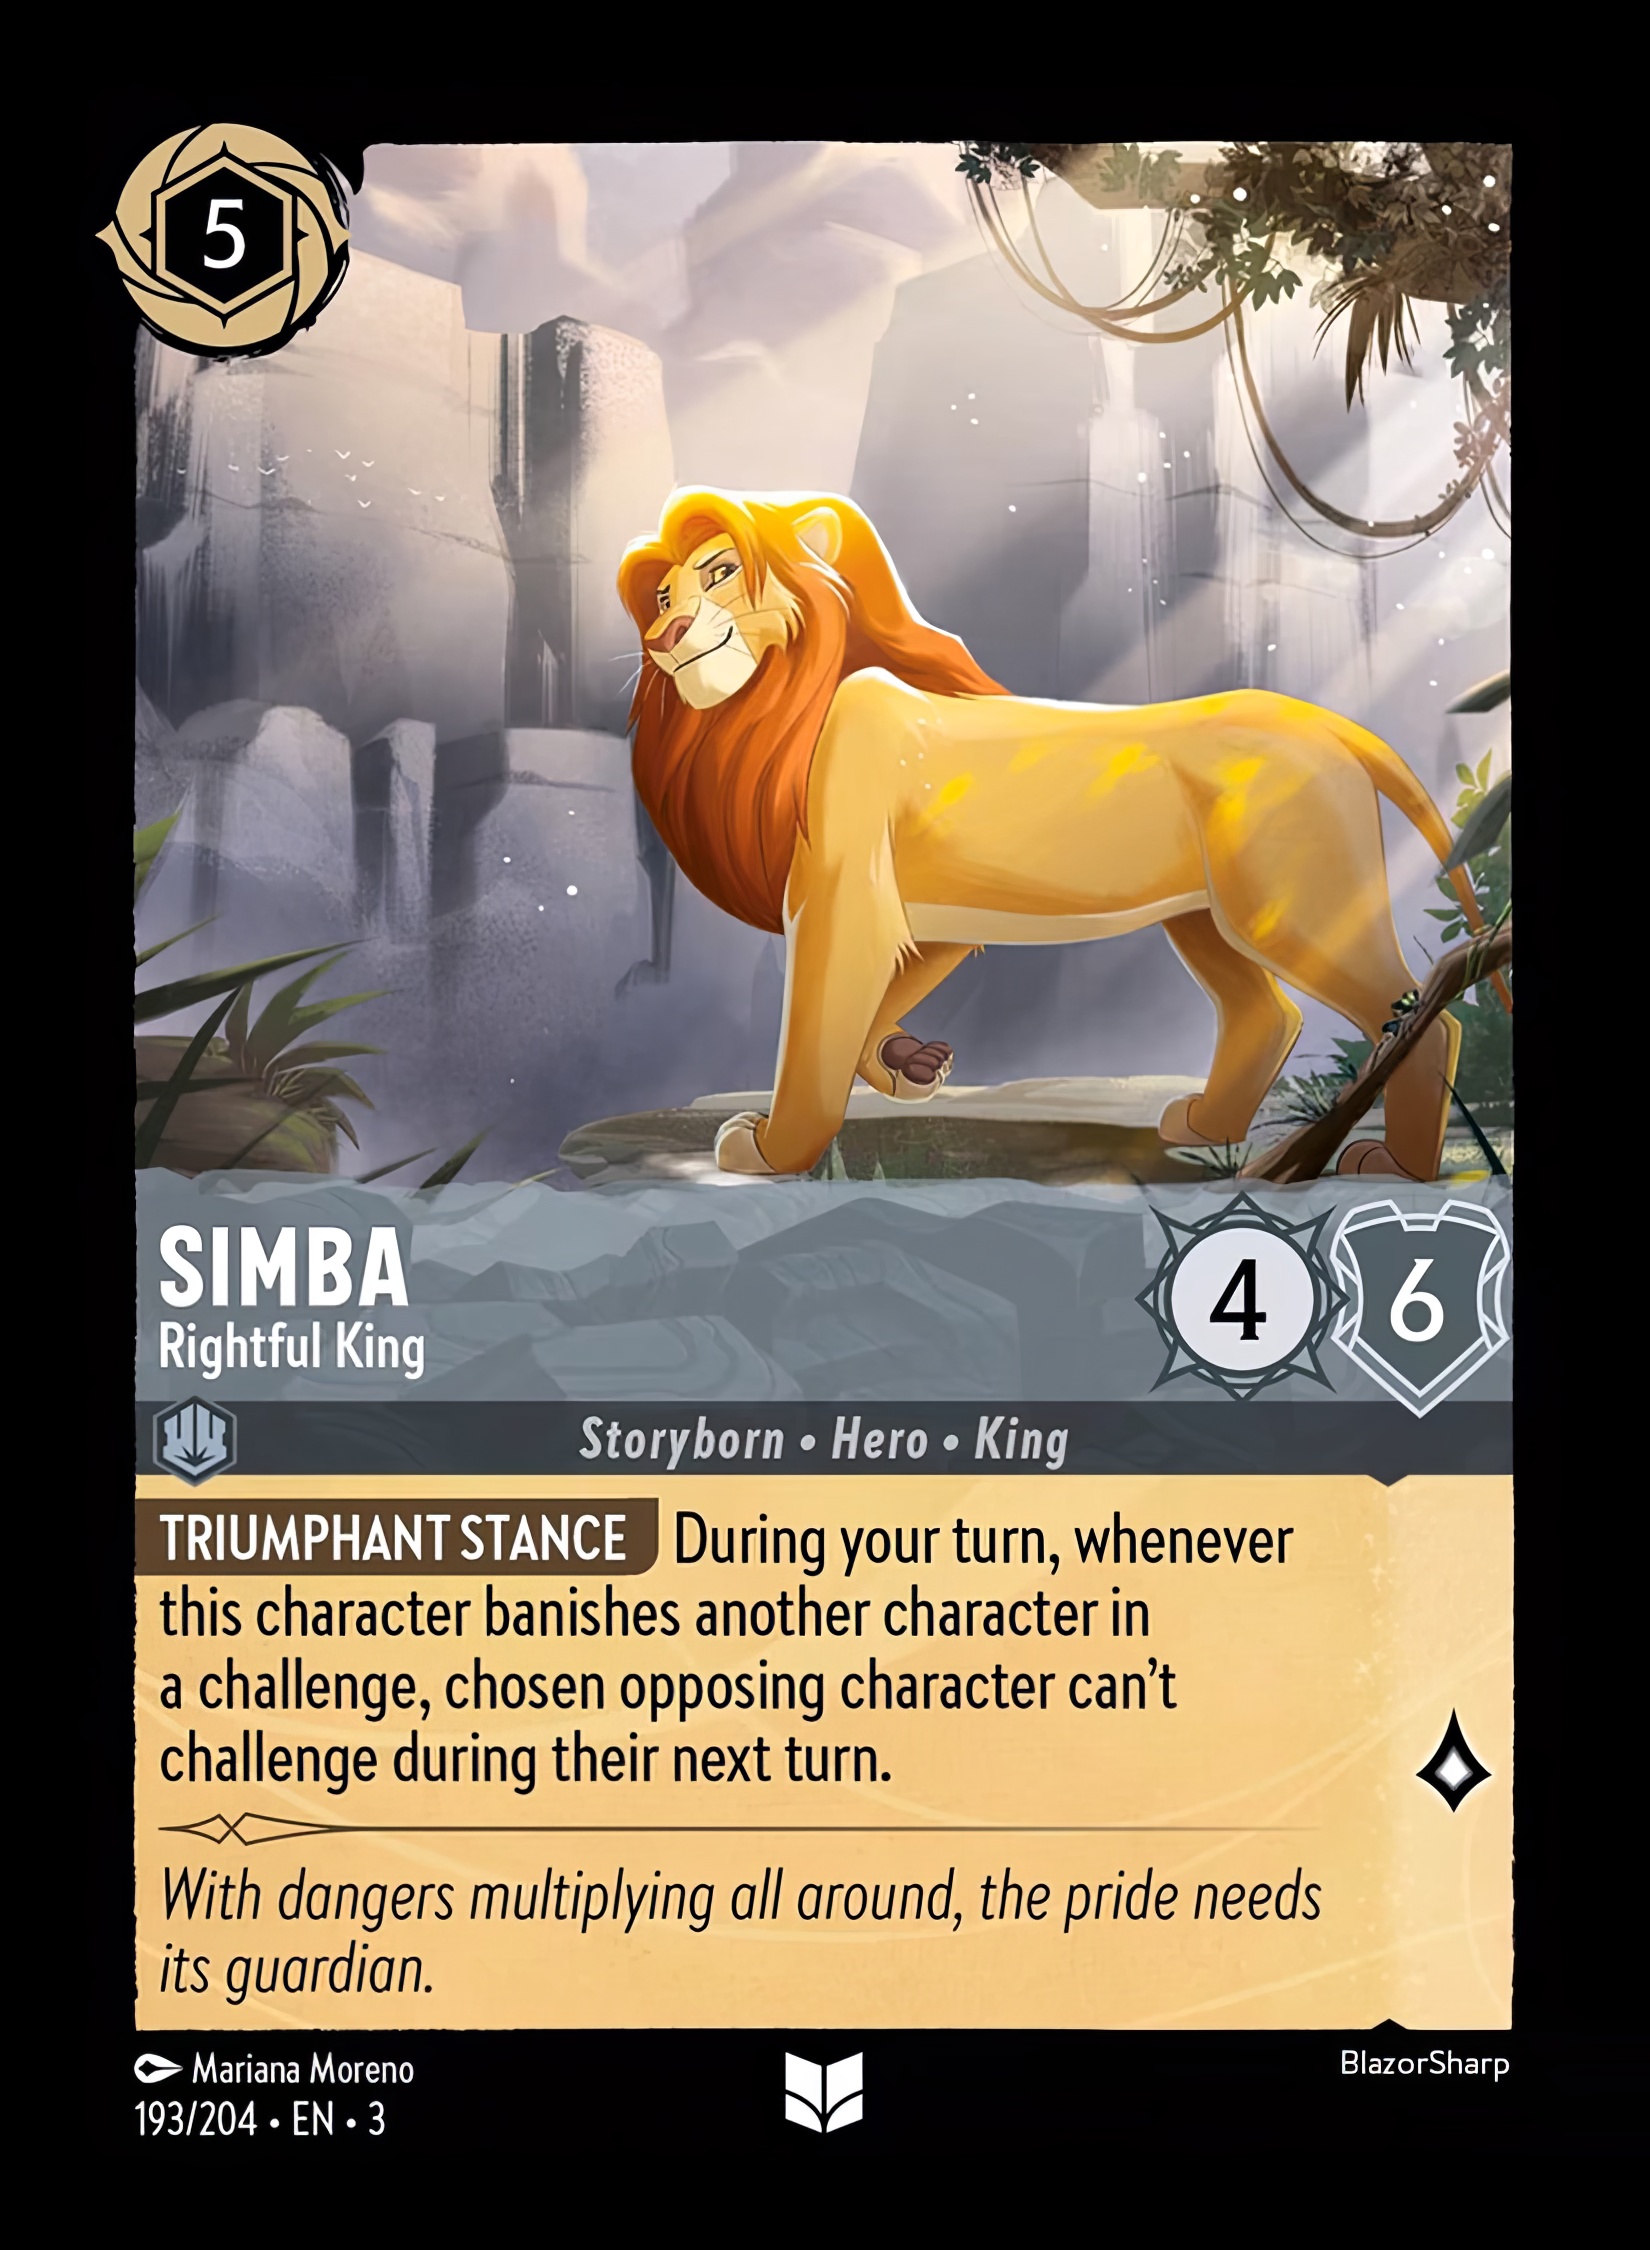 5
SIMBA
Rightful King
4
6
Storyborn • Hero • King
TRIUMPHANT STANCE During your turn, whenever
this character banishes another character in
a challenge, chosen opposing character can’t
challenge during their next turn.
With dangers multiplying all around, the pride needs
its guardian.
Mariana Moreno
BlazorSharp
193/204 • EN • 3